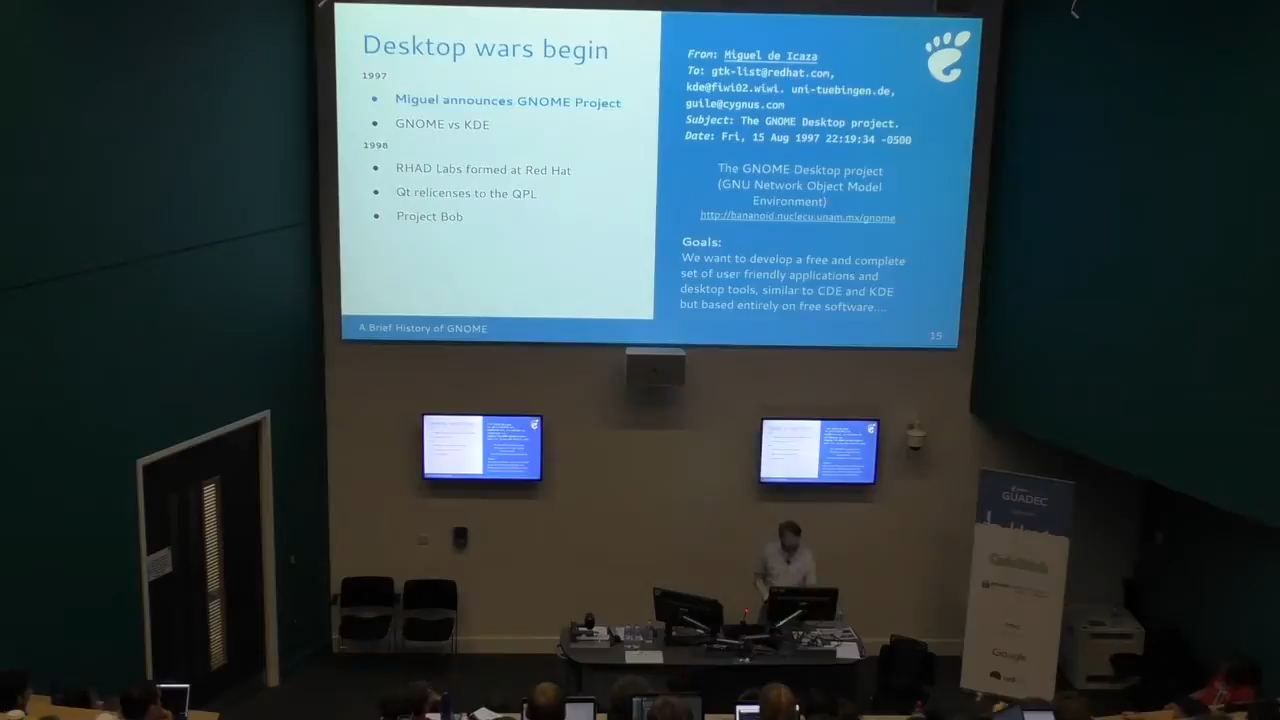 Desktop wars begin
1997
Miguel announces GNOME Project
GNOME vs KDE
1998
RHAD Labs formed at Red Hat
Qt relicenses to the QPL
Project Bob
A Brief History of GNOME
From: Miguel de Icaza
To: gtk-list@redhat.com,
kde@fiwi02.wiwi. uni-tuebingen.de,
guile@cygnus.com
Subject: The GNOME Desktop project.
Date: Fri, 15 Aug 1997 22:19:34 -0500
The GNOME Desktop project
(GNU Network Object Model
Environment)
http://bananoid.nuclecu.unam.mx/gnome
Goals:
We want to develop a free and complete
set of user friendly applications and
desktop tools, similar to CDE and KDE
but based entirely on free software....
15
GUADEC
Google